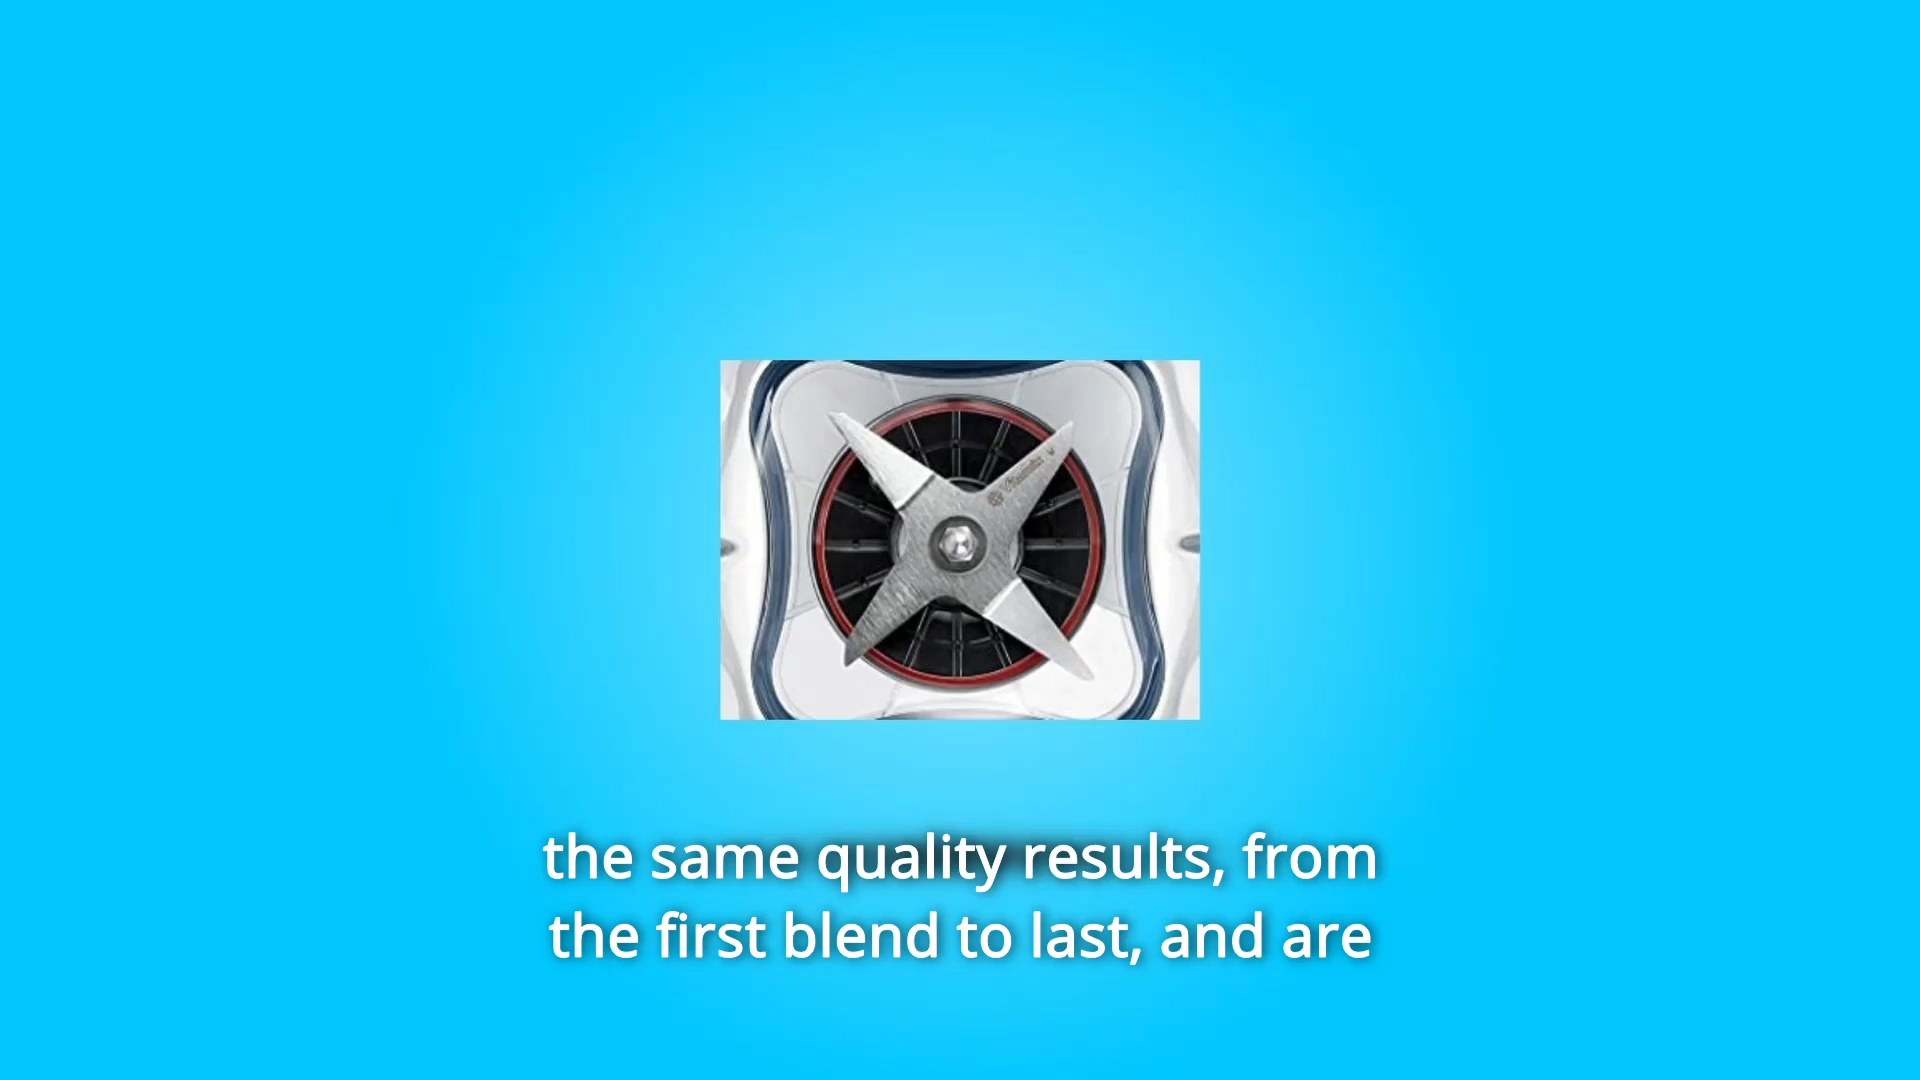 the same quality results, from
the first blend to last, and are